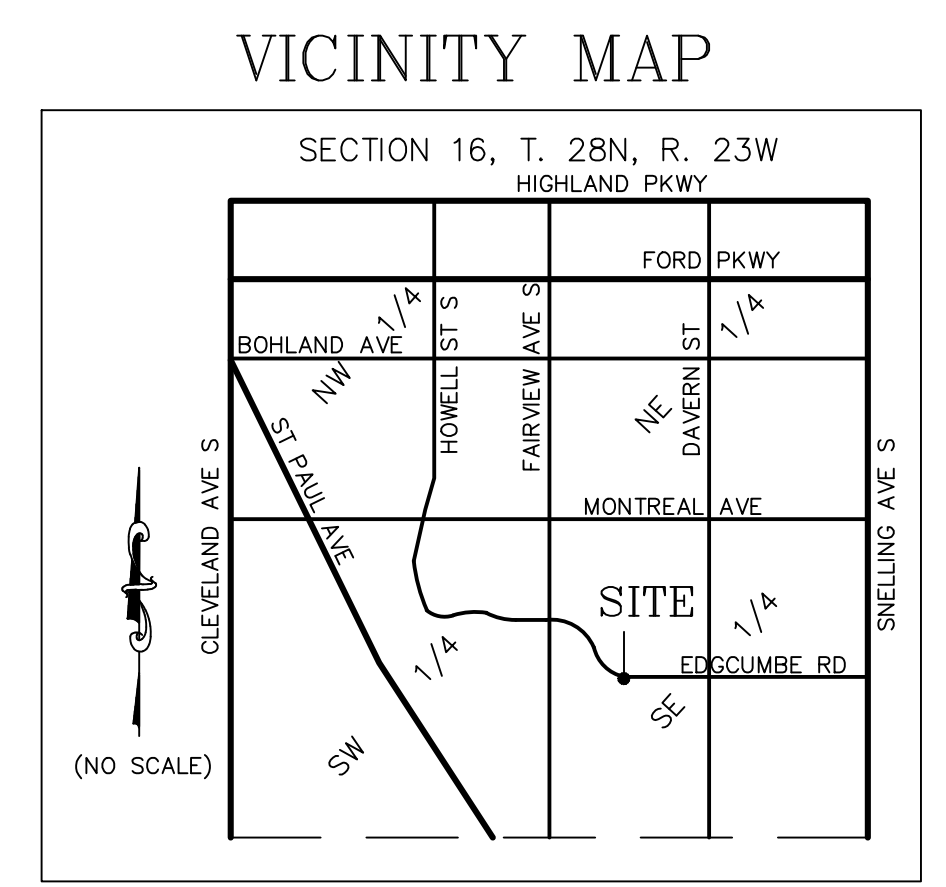 VICINITY MAP
SECTION 16, T. 28N, R. 23W
HIGHLAND PKWY
FORD PKWY
1/4
1/4
HOWELL ST S
FAIRVIEW AVE S
DAVERN ST
BOHLAND AVE
NW
NE
ST PAUL AVE
CLEVELAND AVE S
SNELLING AVE S
MONTREAL AVE
SITE
1/4
1/4
EDGCUMBE RD
SE
SW
(NO SCALE)